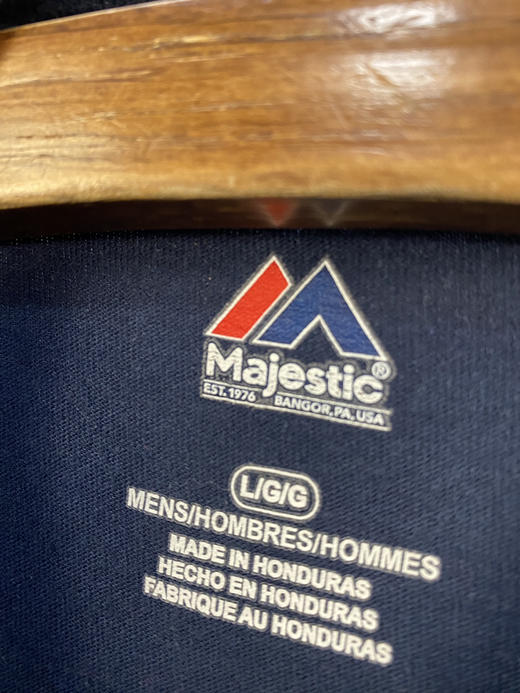 Majestic®
EST. 1976 BANGOR, PA, USA
L/G/G
MENS/HOMBRES/HOMMES
MADE IN HONDURAS
HECHO EN HONDURAS
FABRIQUE AU HONDURAS